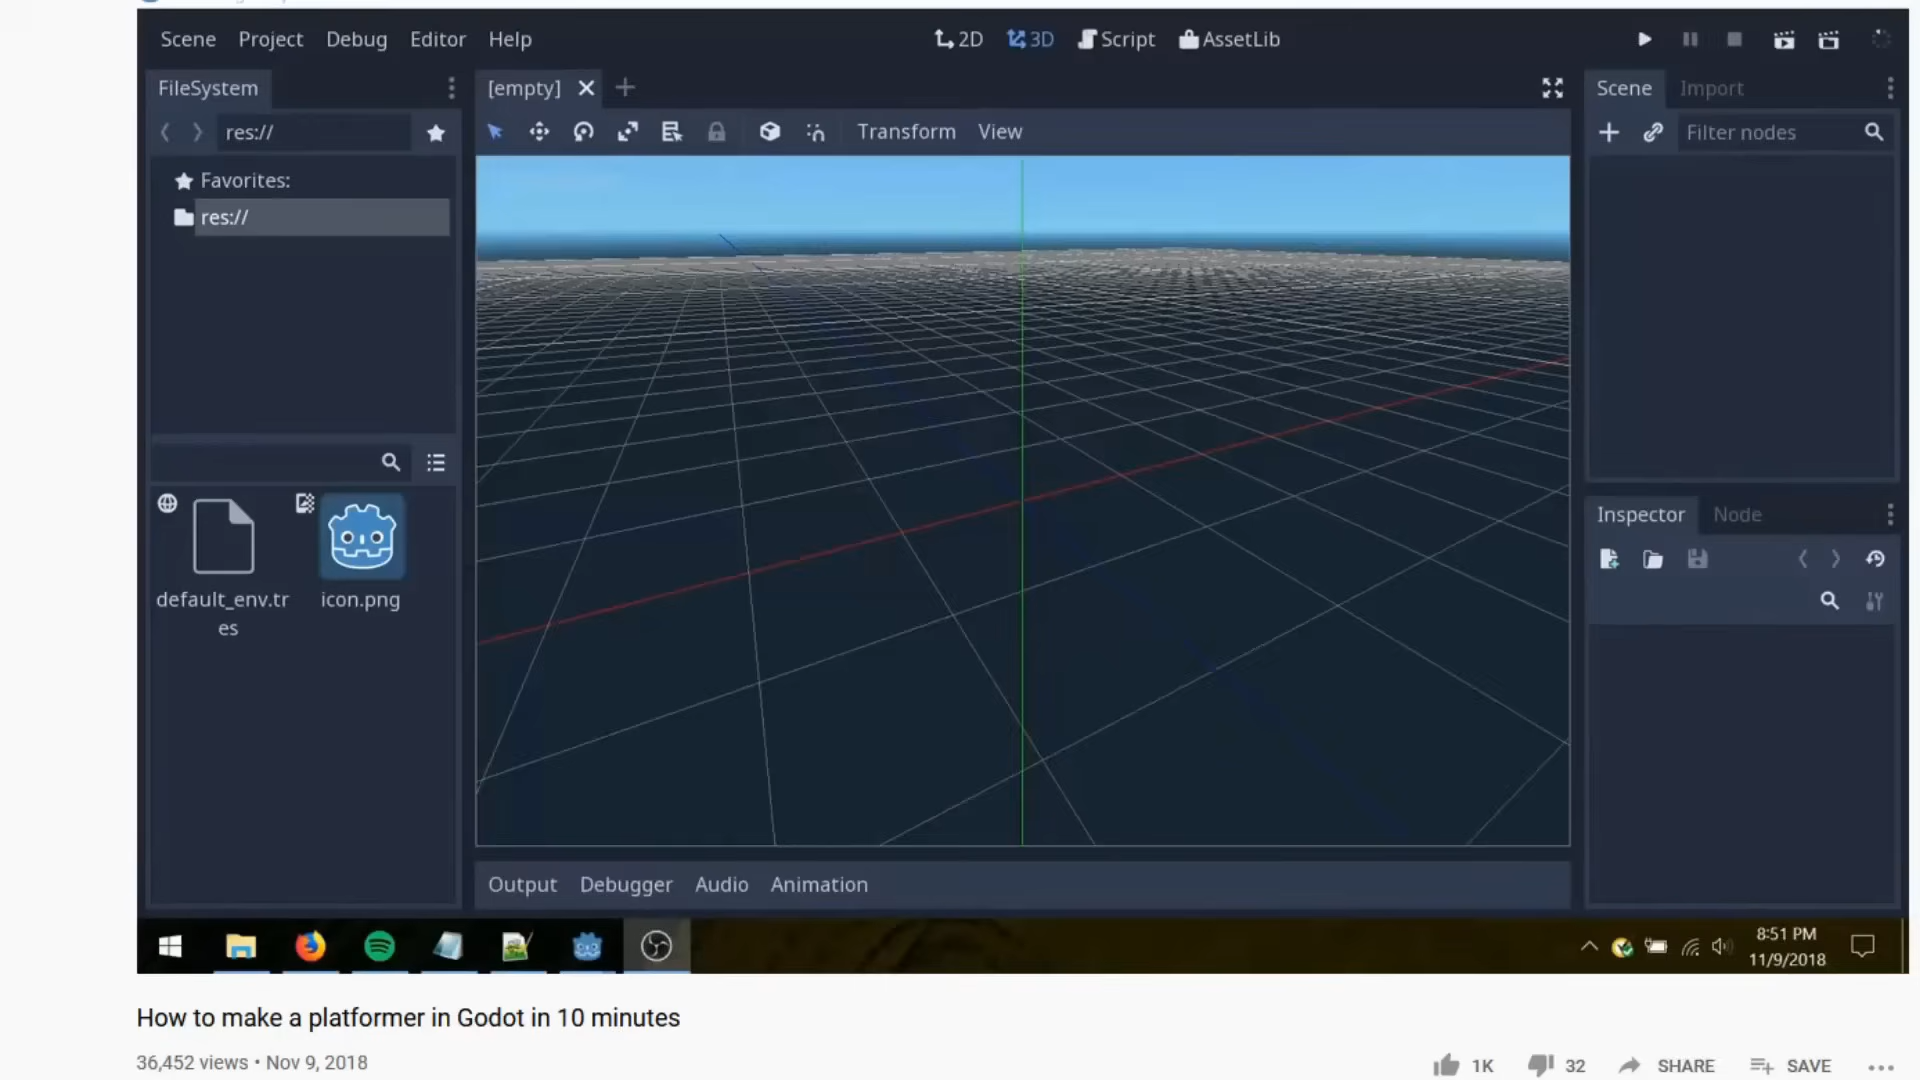 Scene Project Debug Editor Help 2D 3D Script AssetLib
FileSystem [empty] Scene Import
res:// Transform View Filter nodes
Favorites:
res://
Inspector Node
default_env.tr icon.png
es
Output Debugger Audio Animation
8:51 PM
11/9/2018
How to make a platformer in Godot in 10 minutes
36,452 views • Nov 9, 2018
1K 32 SHARE SAVE